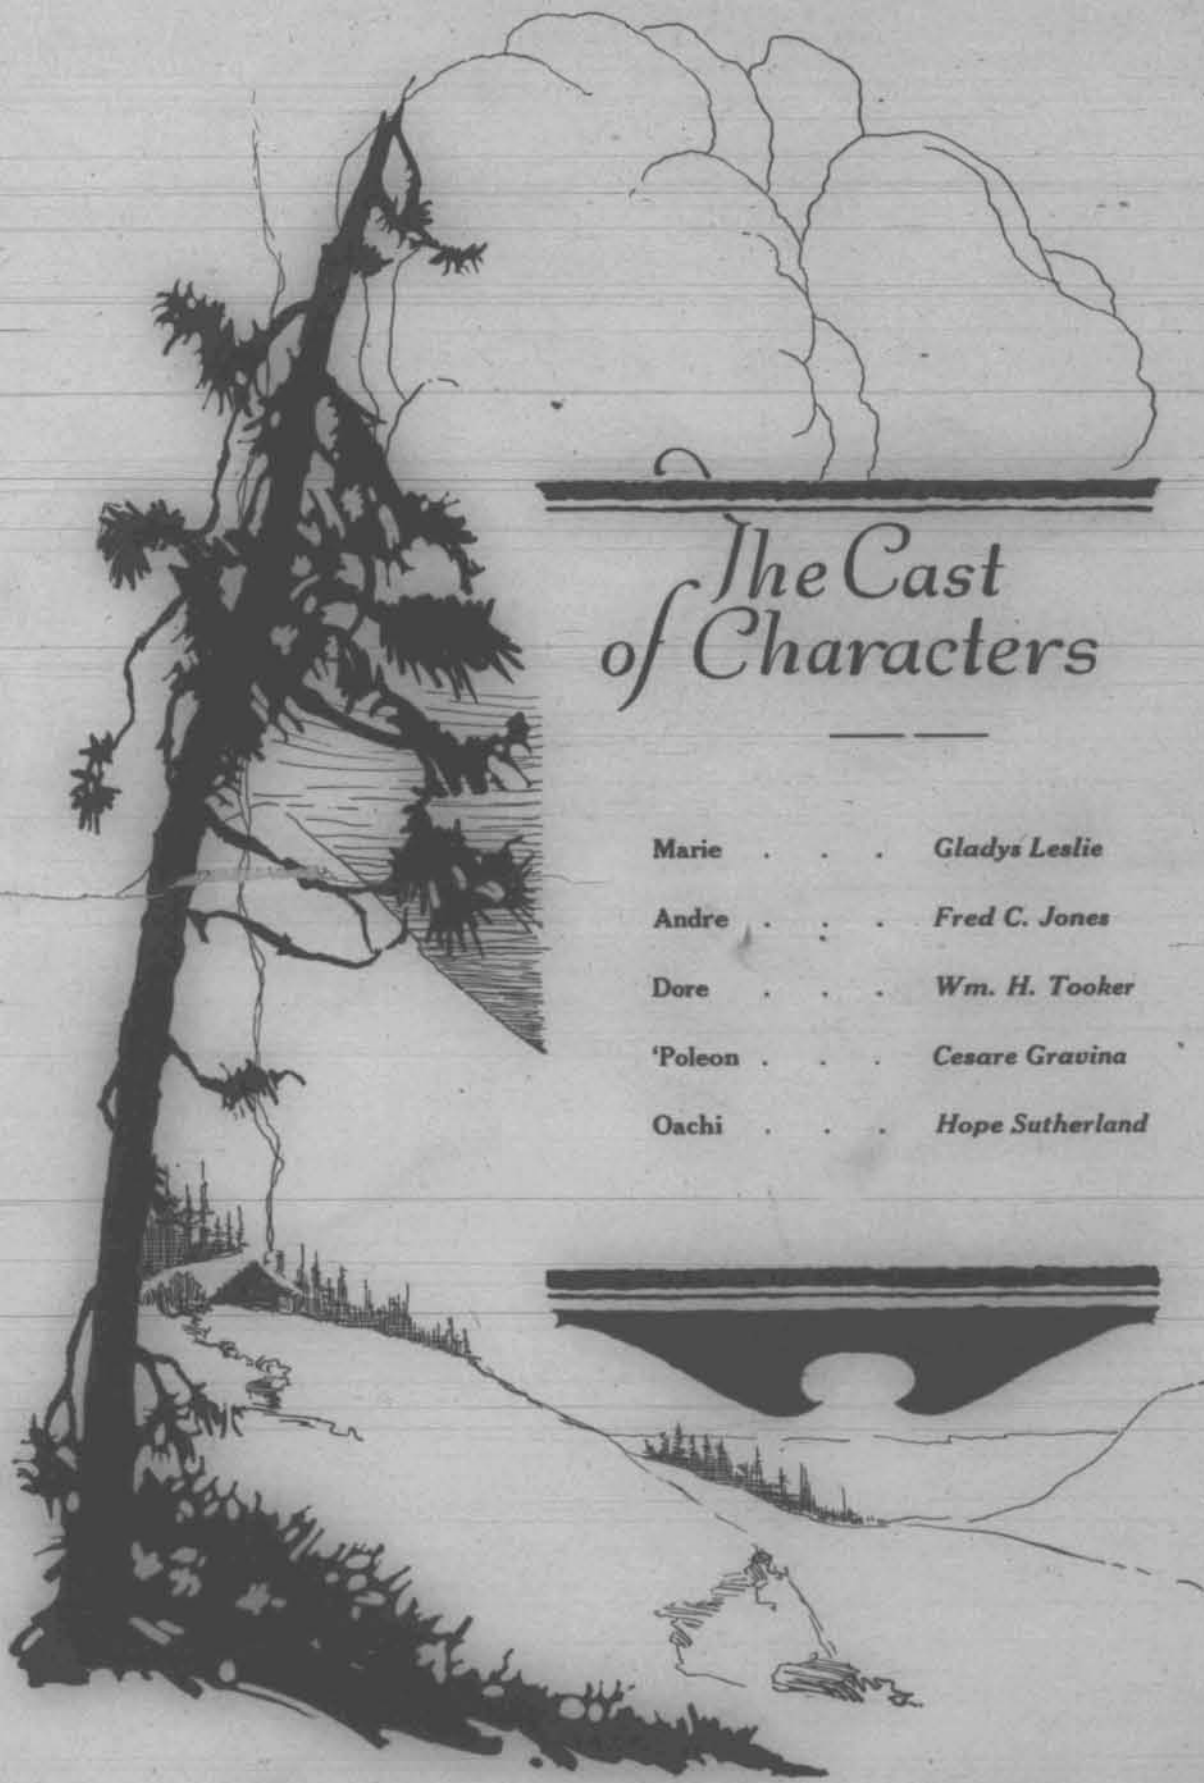 The Cast
of Characters
Marie . . . Gladys Leslie
Andre . . . Fred C. Jones
Dore . . . Wm. H. Tooker
'Poleon . . . Cesare Gravina
Oachi . . . Hope Sutherland